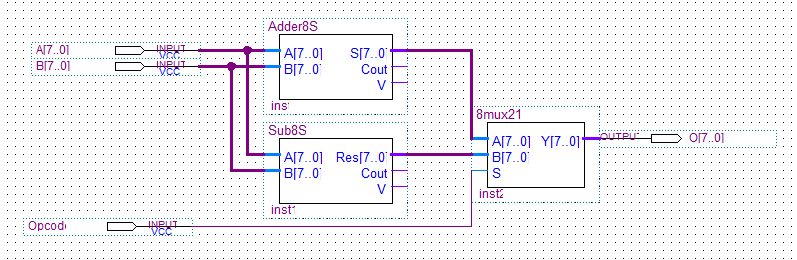 Adder8S
A[7..0] INPUT VCC A[7..0] S[7..0]
B[7..0] INPUT VCC B[7..0] Cout
V
inst
Sub8S
8mux21
A[7..0] Res[7..0] A[7..0] Y[7..0] OUTPUT O[7..0]
B[7..0] Cout B[7..0]
V S
inst1 inst2
Opcode INPUT VCC